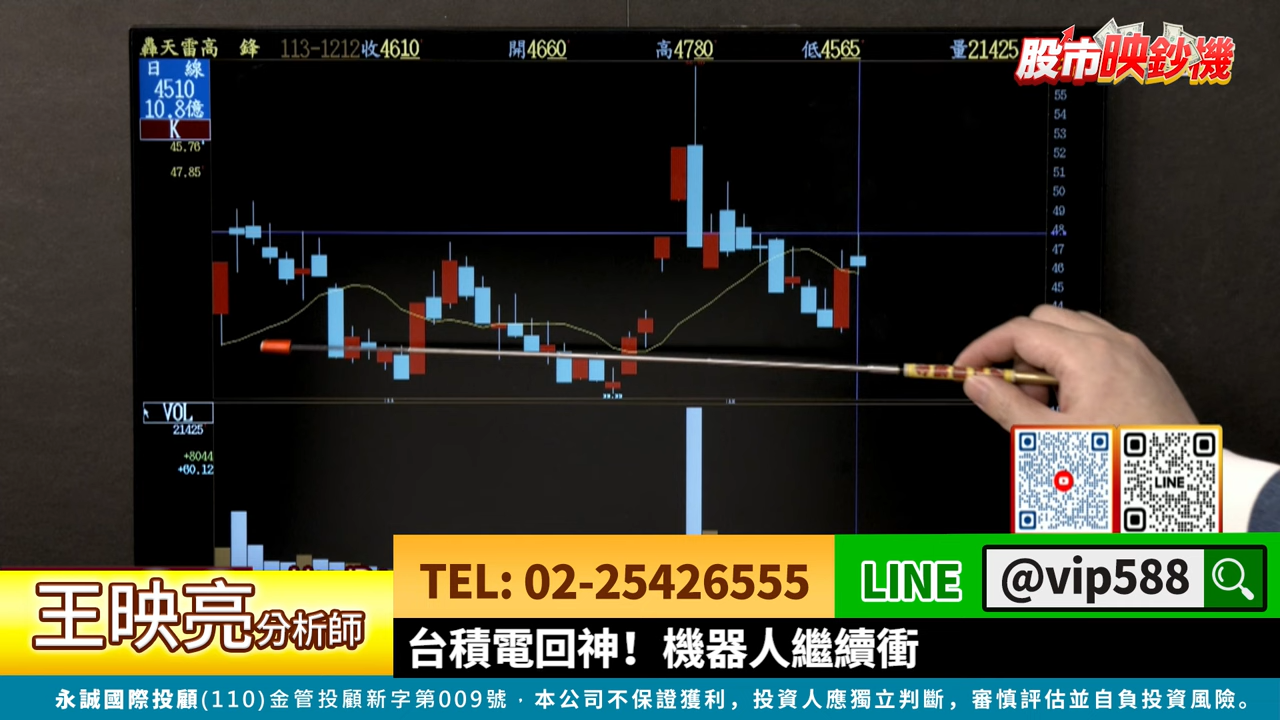 轟天雷高 鋒 113-1212收4610 開4660 高4780 低4565 量21425
股市映鈔機
日 線
4510
10.8億
K
45.76
47.85
55
54
53
52
51
50
49
48
47
46
45
44
VOL
21425
+8044
+60.12
LINE
王映亮分析師
TEL: 02-25426555
LINE @vip588
台積電回神！機器人繼續衝
永誠國際投顧(110)金管投顧新字第009號，本公司不保證獲利，投資人應獨立判斷，審慎評估並自負投資風險。